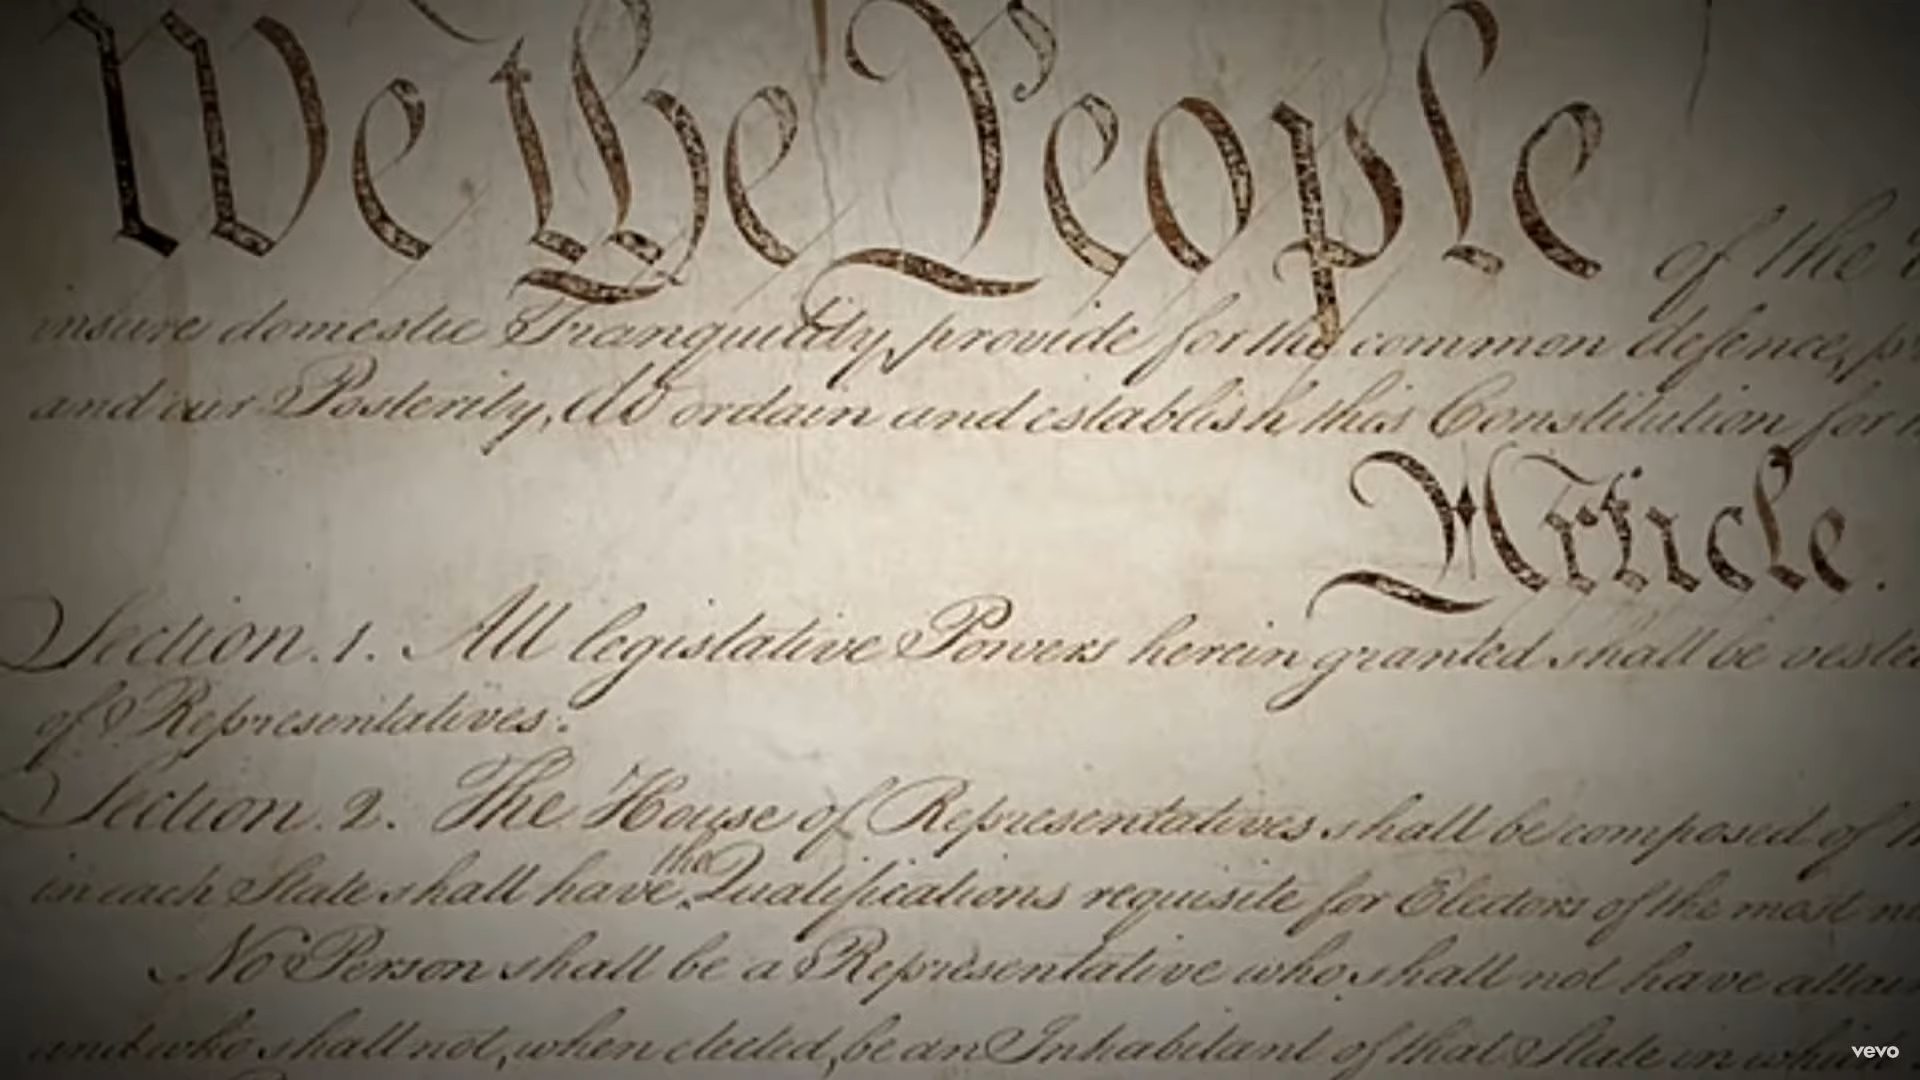 We the People of the
insure domestic Tranquility, provide for the common defence,
and our Posterity, do ordain and establish this Constitution for
Article.
Section. 1. All legislative Powers herein granted shall be veste
of Representatives.
Section. 2. The House of Representatives shall be composed of
in each State shall have the Qualifications requisite for Electors of the most
No Person shall be a Representative who shall not have attai
and who shall not, when elected, be an Inhabitant of that State in which
vevo